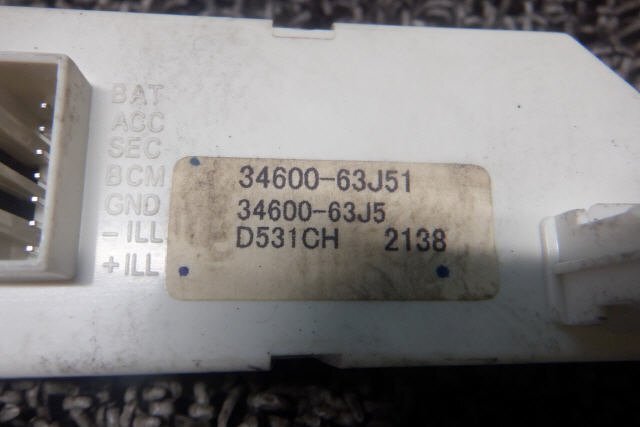 BAT
ACC
SEC
BCM
GND
-ILL
+ILL
34600-63J51
34600-63J5
D531CH 2138